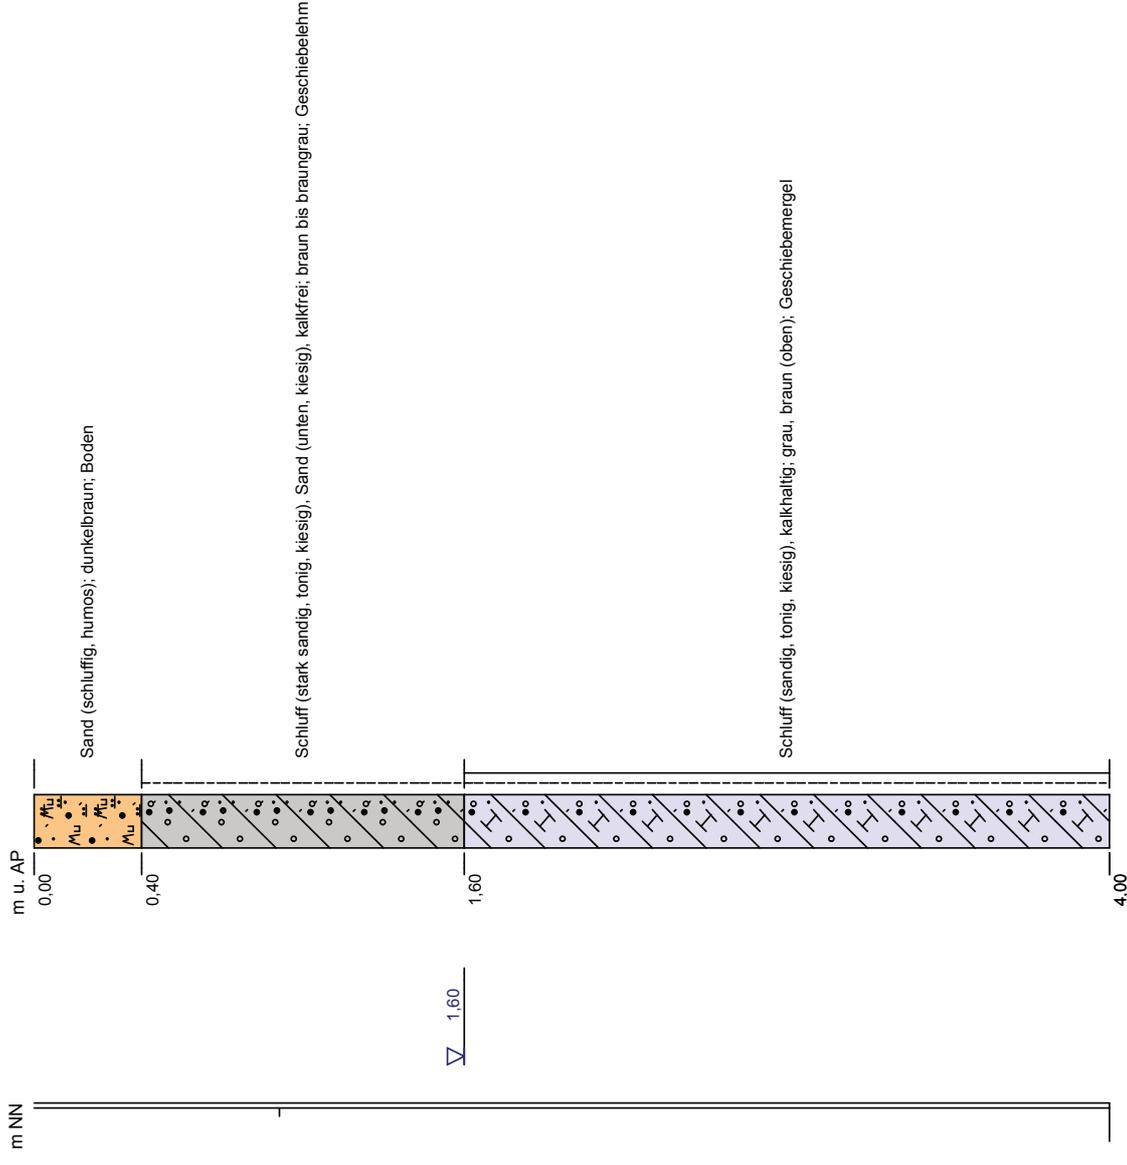 m NN
m u. AP
0,00
Sand (schluffig, humos); dunkelbraun; Boden
0,40
Schluff (stark sandig, tonig, kiesig), Sand (unten, kiesig), kalkfrei; braun bis braungrau; Geschiebelehm
1,60
1,60
Schluff (sandig, tonig, kiesig), kalkhaltig; grau, braun (oben); Geschiebemergel
4.00